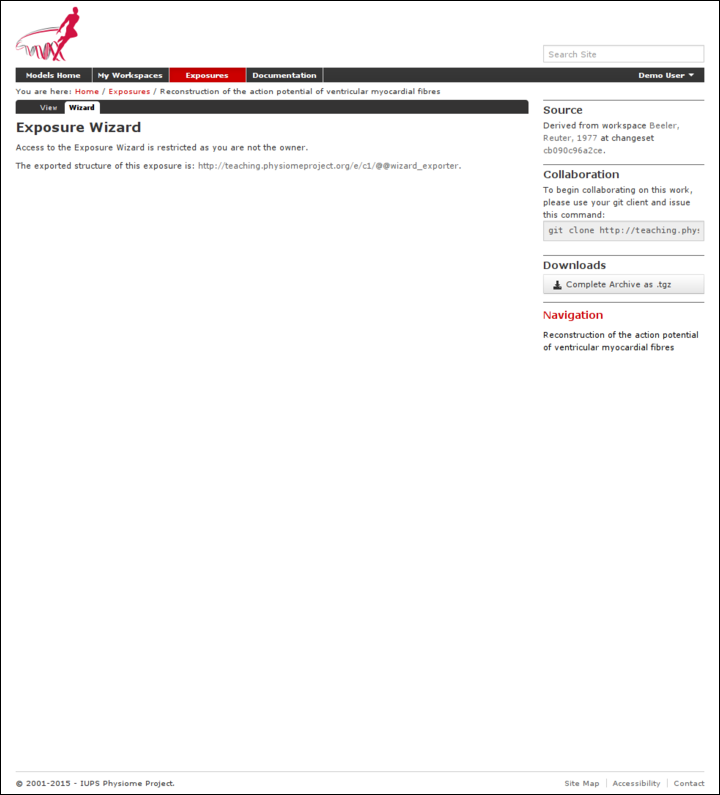 Search Site
Models Home My Workspaces Exposures Documentation Demo User
You are here: Home / Exposures / Reconstruction of the action potential of ventricular myocardial fibres
View Wizard
Exposure Wizard
Access to the Exposure Wizard is restricted as you are not the owner.
The exported structure of this exposure is: http://teaching.physiomeproject.org/e/c1/@@wizard_exporter.
Source
Derived from workspace Beeler,
Reuter, 1977 at changeset
cb090c96a2ce.
Collaboration
To begin collaborating on this work,
please use your git client and issue
this command:
git clone http://teaching.phys
Downloads
Complete Archive as .tgz
Navigation
Reconstruction of the action potential
of ventricular myocardial fibres
© 2001-2015 - IUPS Physiome Project.
Site Map Accessibility Contact